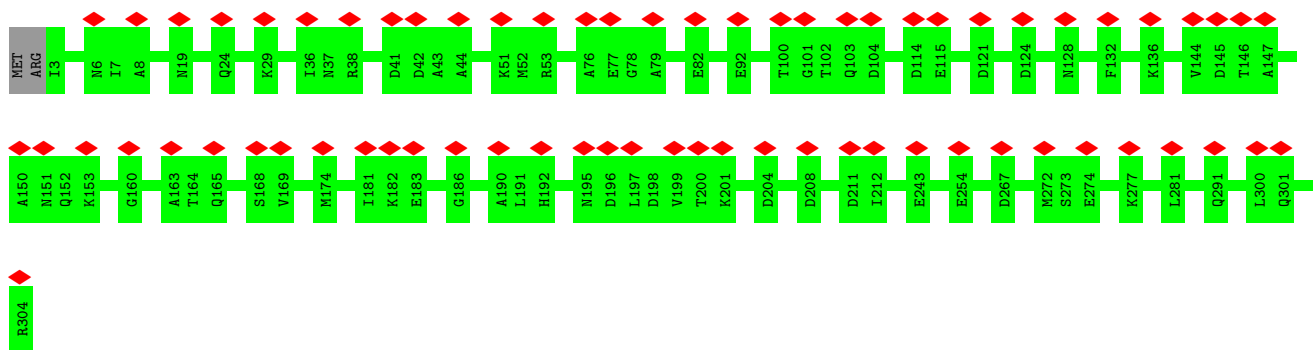 MET ARG I3 N6 I7 A8 N19 Q24 K29 I36 N37 R38 D41 D42 A43 A44 K51 M52 R53 A76 E77 G78 A79 E82 E92 T100 G101 T102 Q103 D104 D114 E115 D121 D124 N128 F132 K136 V144 D145 T146 A147
A150 N151 Q152 K153 G160 A163 T164 Q165 S168 V169 M174 I181 K182 E183 G186 A190 L191 H192 N195 D196 L197 D198 V199 T200 K201 D204 D208 D211 I212 E243 E254 D267 M272 S273 E274 K277 L281 Q291 L300 Q301
R304